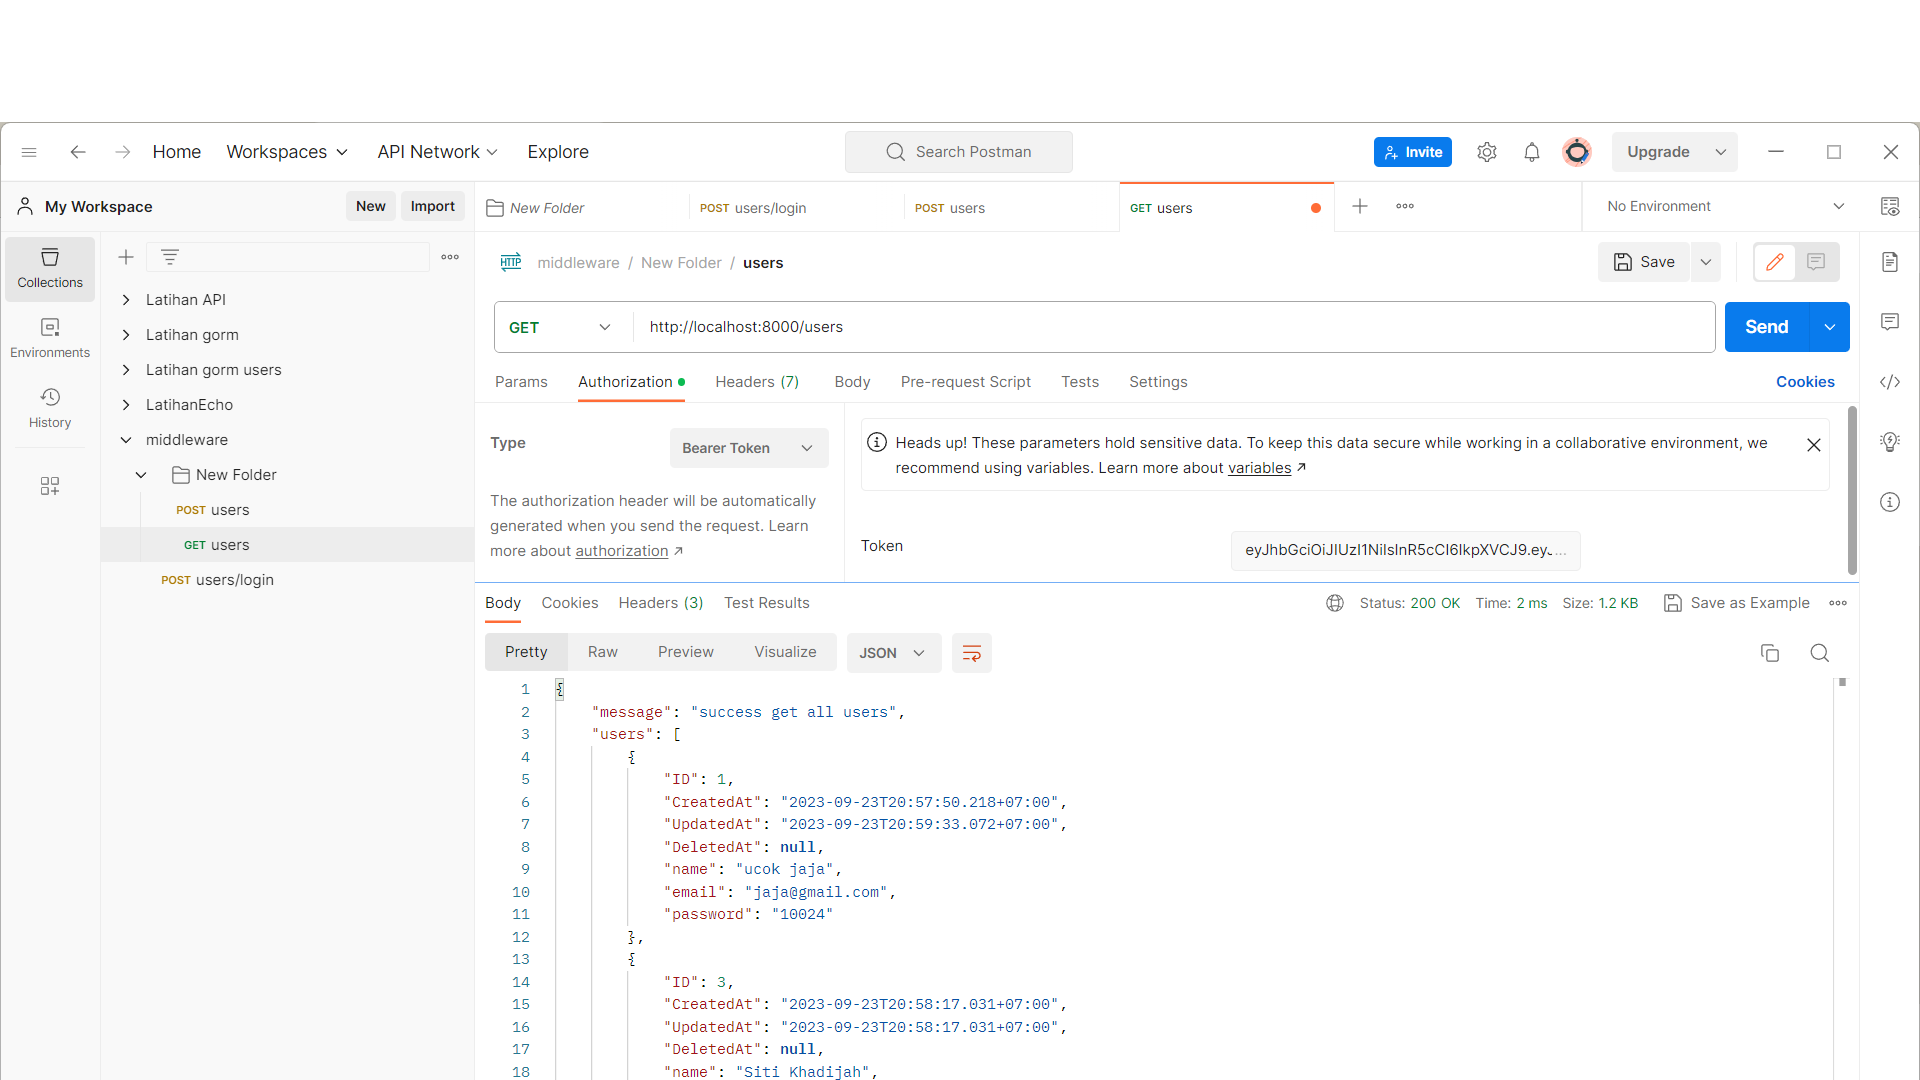 Home Workspaces API Network Explore Search Postman Invite Upgrade
My Workspace New Import New Folder POST users/login POST users GET users No Environment
Collections
Environments
History
Latihan API
Latihan gorm
Latihan gorm users
LatihanEcho
middleware
New Folder
POST users
GET users
POST users/login
HTTP middleware / New Folder / users Save
GET http://localhost:8000/users Send
Params Authorization Headers (7) Body Pre-request Script Tests Settings Cookies
Type Bearer Token
The authorization header will be automatically
generated when you send the request. Learn
more about authorization ↗
Heads up! These parameters hold sensitive data. To keep this data secure while working in a collaborative environment, we
recommend using variables. Learn more about variables ↗
Token
Body Cookies Headers (3) Test Results Status: 200 OK Time: 2 ms Size: 1.2 KB Save as Example
Pretty Raw Preview Visualize JSON
1 {
2 "message": "success get all users",
3 "users": [
4 {
5 "ID": 1,
6 "CreatedAt": "2023-09-23T20:57:50.218+07:00",
7 "UpdatedAt": "2023-09-23T20:59:33.072+07:00",
8 "DeletedAt": null,
9 "name": "ucok jaja",
10 "email": "jaja@gmail.com",
11 "password": "10024"
12 },
13 {
14 "ID": 3,
15 "CreatedAt": "2023-09-23T20:58:17.031+07:00",
16 "UpdatedAt": "2023-09-23T20:58:17.031+07:00",
17 "DeletedAt": null,
18 "name": "Siti Khadijah",